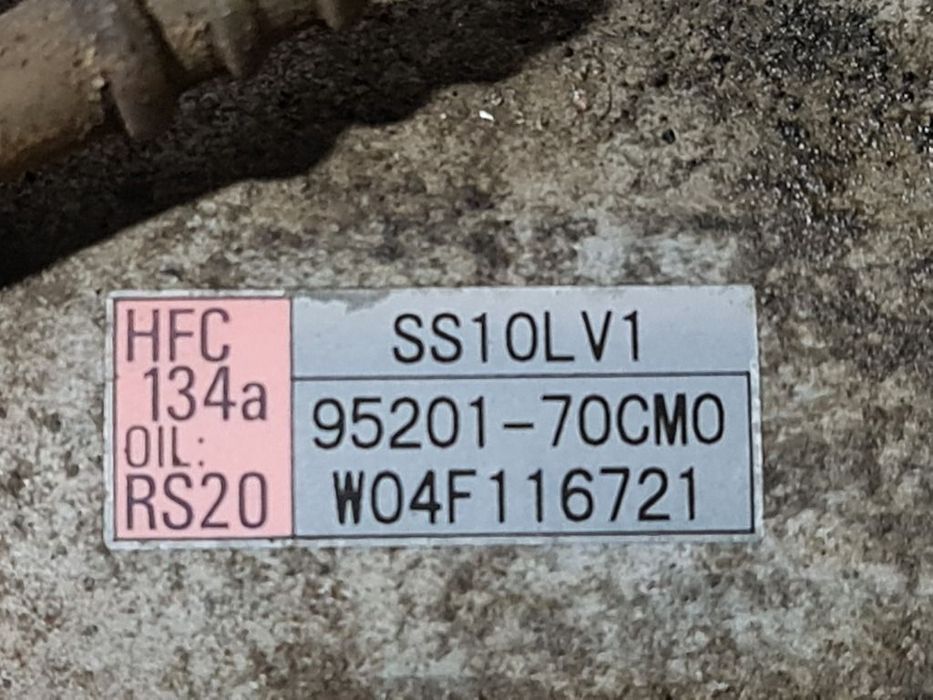 HFC
134a
OIL:
RS20
SS10LV1
95201-70CM0
W04F116721